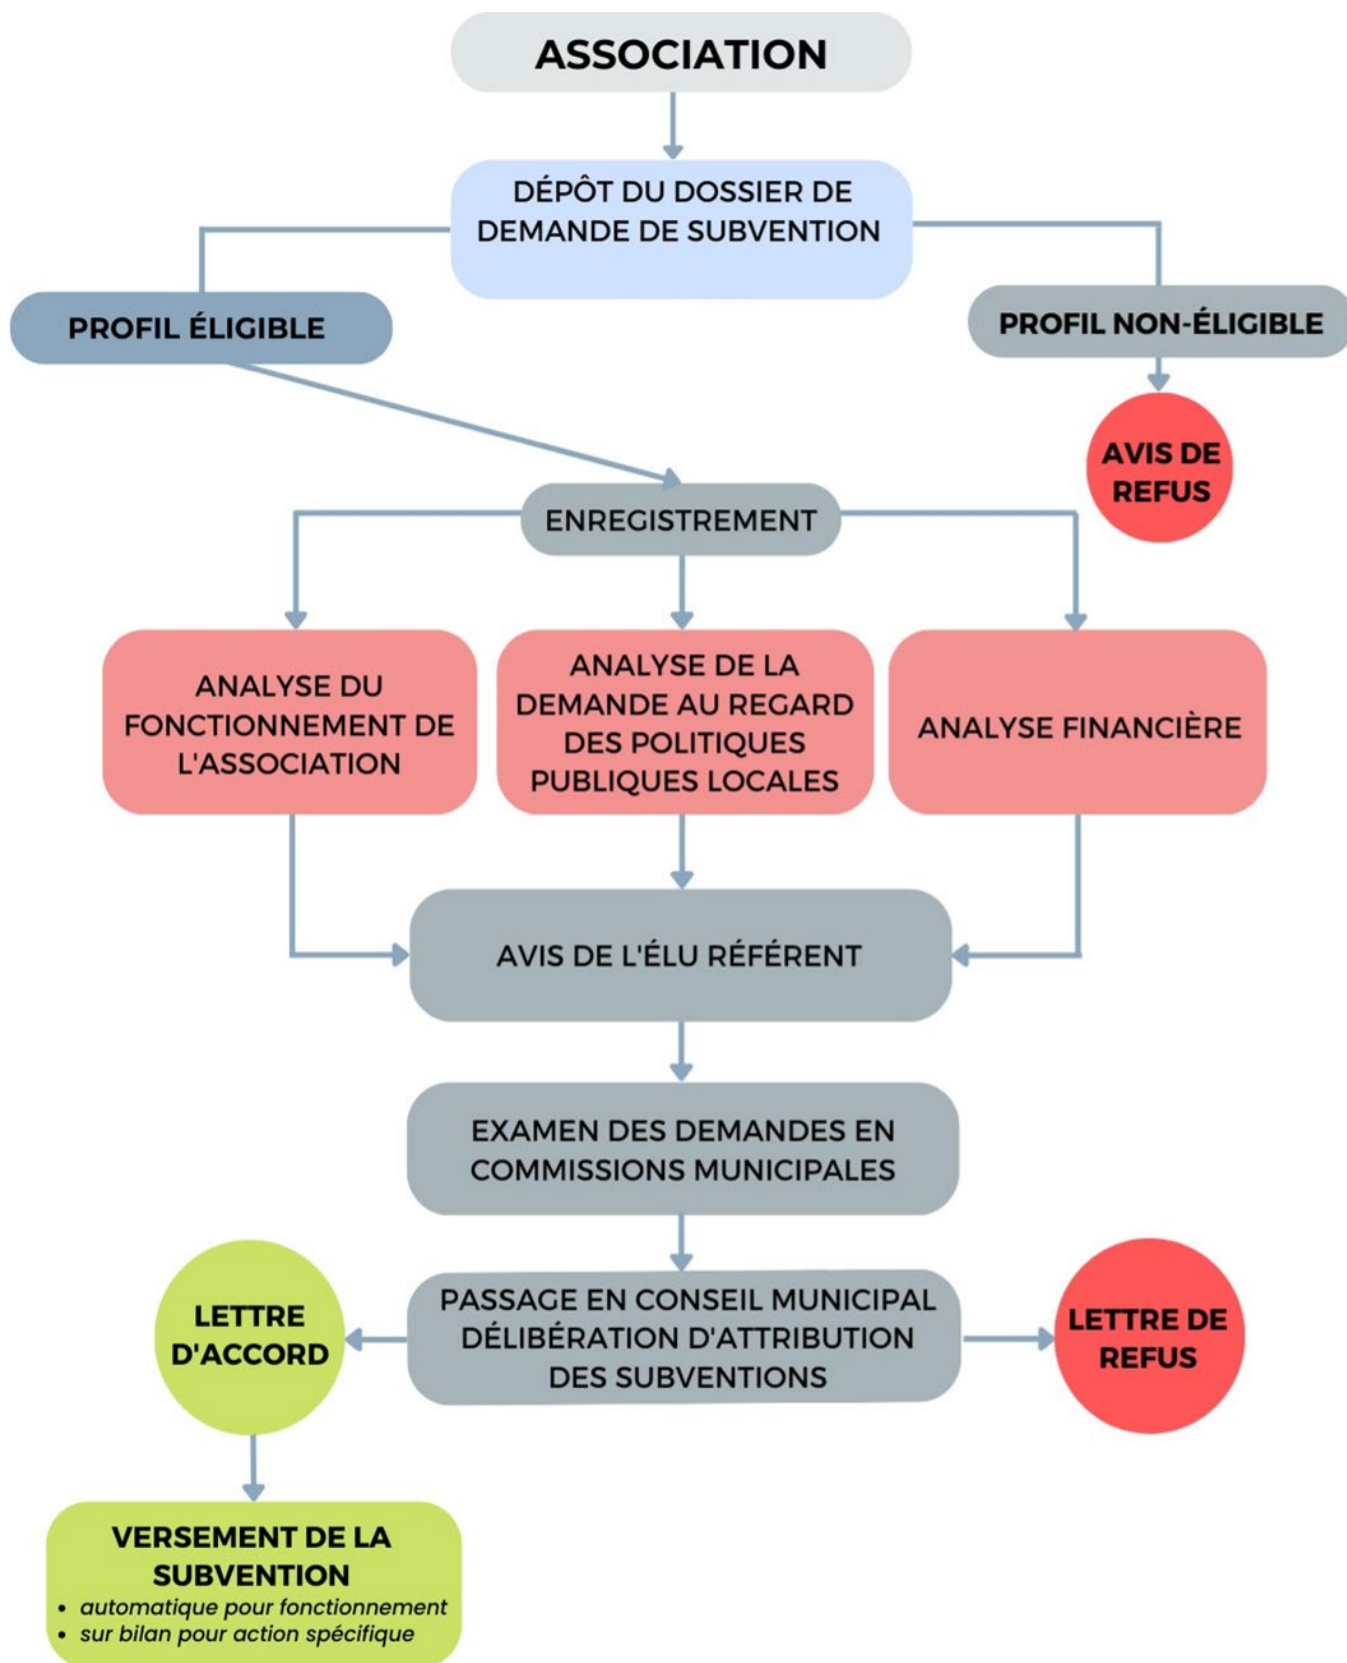 ASSOCIATION
DÉPÔT DU DOSSIER DE
DEMANDE DE SUBVENTION
PROFIL ÉLIGIBLE
PROFIL NON-ÉLIGIBLE
AVIS DE
REFUS
ENREGISTREMENT
ANALYSE DU
FONCTIONNEMENT DE
L'ASSOCIATION
ANALYSE DE LA
DEMANDE AU REGARD
DES POLITIQUES
PUBLIQUES LOCALES
ANALYSE FINANCIÈRE
AVIS DE L'ÉLU RÉFÉRENT
EXAMEN DES DEMANDES EN
COMMISSIONS MUNICIPALES
LETTRE
D'ACCORD
PASSAGE EN CONSEIL MUNICIPAL
DÉLIBÉRATION D'ATTRIBUTION
DES SUBVENTIONS
LETTRE DE
REFUS
VERSEMENT DE LA
SUBVENTION
• automatique pour fonctionnement
• sur bilan pour action spécifique